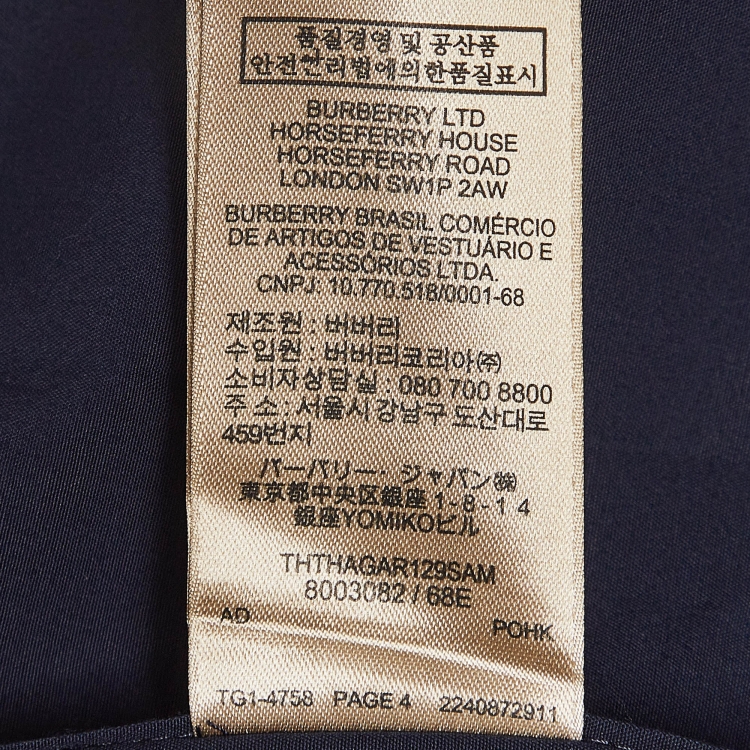 품질경영 및 공산품
안전관리법에의한품질표시
BURBERRY LTD
HORSEFERRY HOUSE
HORSEFERRY ROAD
LONDON SW1P 2AW
BURBERRY BRASIL COMÉRCIO
DE ARTIGOS DE VESTUÁRIO E
ACESSÓRIOS LTDA.
CNPJ: 10.770.518/0001-68
제조원 : 버버리
수입원 : 버버리코리아㈜
소비자상담실 : 080 700 8800
주 소 : 서울시 강남구 도산대로
459번지
バーバリー・ジャパン㈱
東京都中央区銀座 1-8-14
銀座YOMIKOビル
THTHAGAR129SAM
8003082 / 68E
AD POHK
TG1-4758 PAGE 4 2240872911